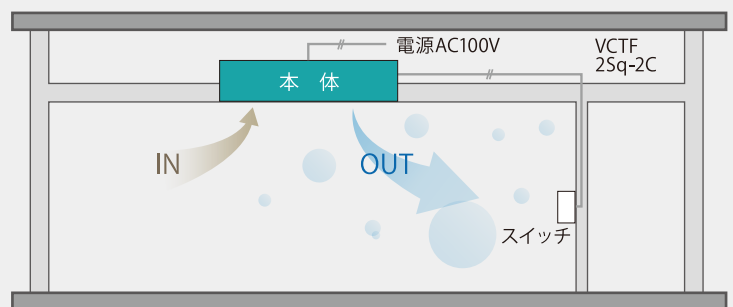 電源AC100V
VCTF
2Sq-2C
本 体
IN
OUT
スイッチ